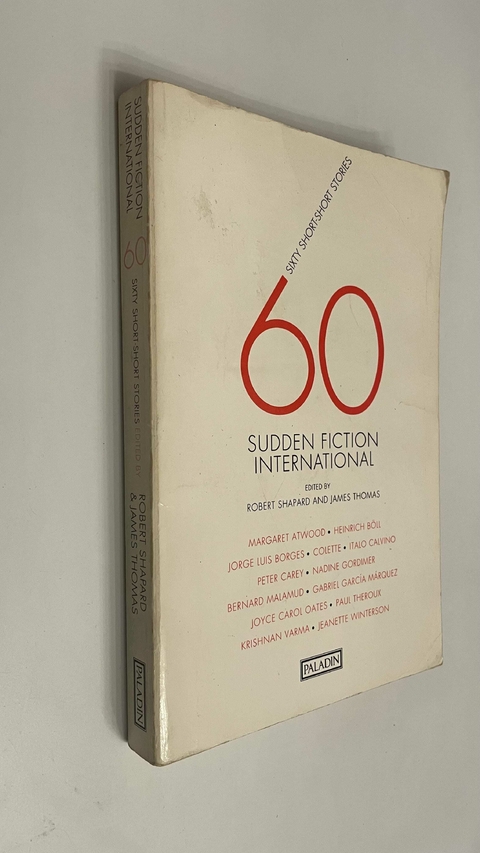 SUDDEN FICTION
INTERNATIONAL
60
SIXTY SHORT-SHORT STORIES EDITED BY
ROBERT SHAPARD
& JAMES THOMAS
PALADIN
SIXTY SHORT-SHORT STORIES
60
SUDDEN FICTION
INTERNATIONAL
EDITED BY
ROBERT SHAPARD AND JAMES THOMAS
MARGARET ATWOOD • HEINRICH BÖLL
JORGE LUIS BORGES • COLETTE • ITALO CALVINO
PETER CAREY • NADINE GORDIMER
BERNARD MALAMUD • GABRIEL GARCÍA MÁRQUEZ
JOYCE CAROL OATES • PAUL THEROUX
KRISHNAN VARMA • JEANETTE WINTERSON
PALADIN